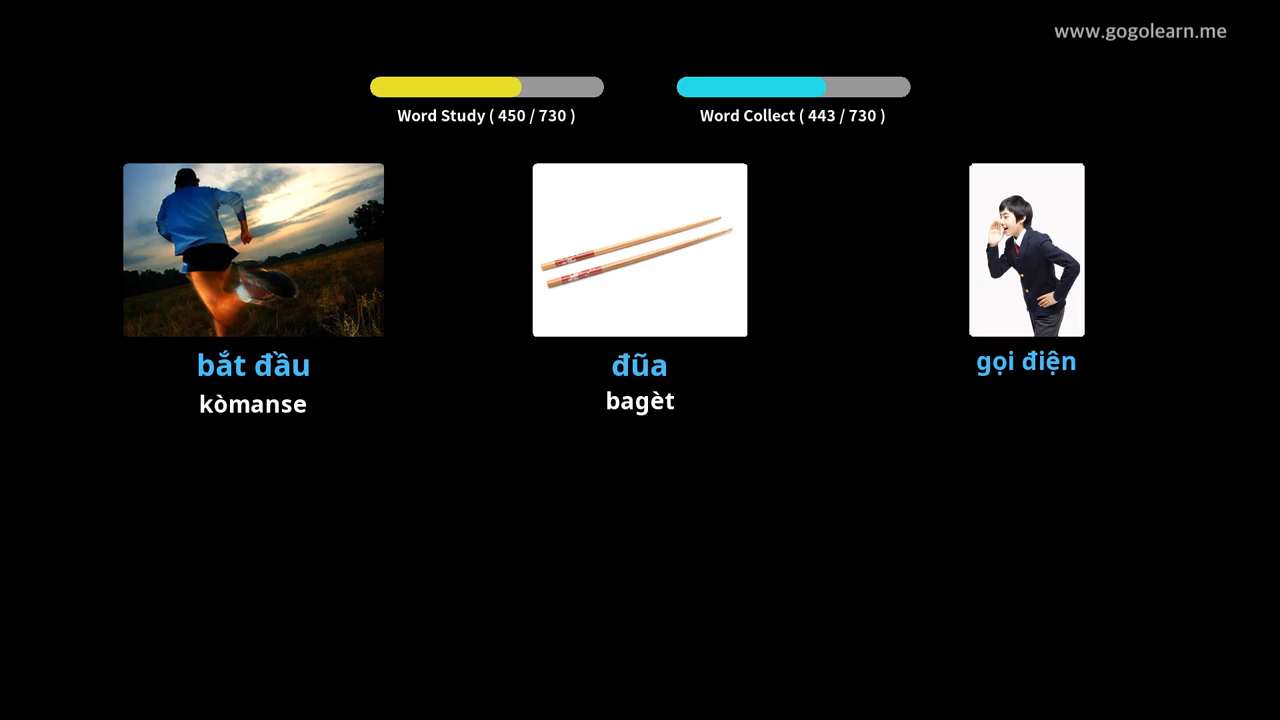 www.gogolearn.me
Word Study ( 450 / 730 )
Word Collect ( 443 / 730 )
bắt đầu
kòmanse
đũa
bagèt
gọi điện